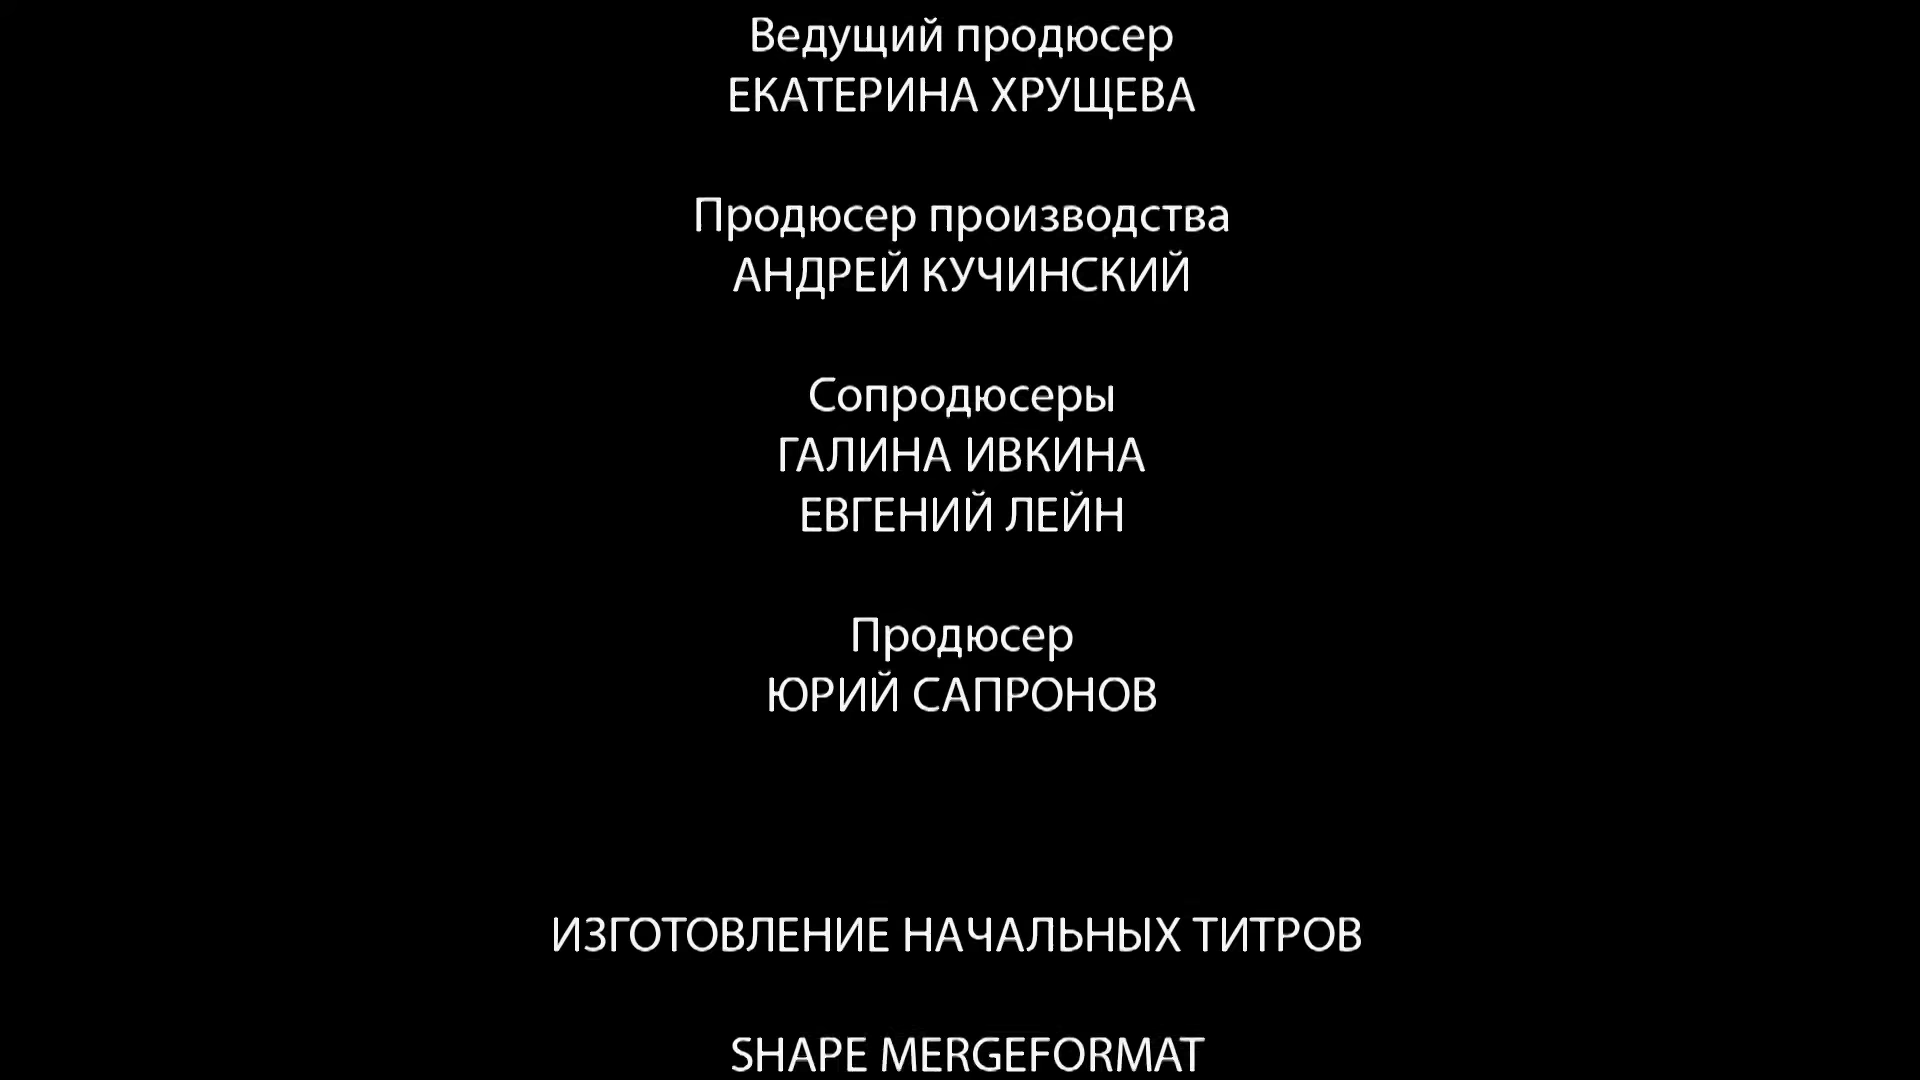 Ведущий продюсер
ЕКАТЕРИНА ХРУЩЕВА
Продюсер производства
АНДРЕЙ КУЧИНСКИЙ
Сопродюсеры
ГАЛИНА ИВКИНА
ЕВГЕНИЙ ЛЕЙН
Продюсер
ЮРИЙ САПРОНОВ
ИЗГОТОВЛЕНИЕ НАЧАЛЬНЫХ ТИТРОВ
SHAPE MERGEFORMAT